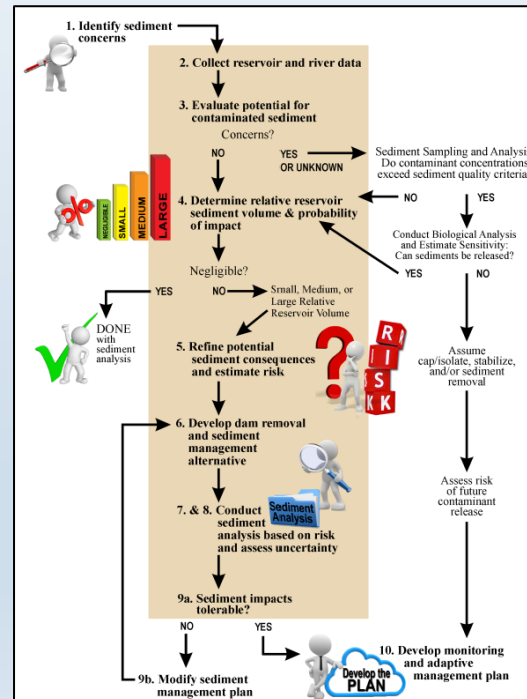 1. Identify sediment
concerns
2. Collect reservoir and river data
3. Evaluate potential for
contaminated sediment
Concerns?
NO
YES
OR UNKNOWN
Sediment Sampling and Analysis
Do contaminant concentrations
exceed sediment quality criteria
NO
YES
NEGLIGIBLE
SMALL
MEDIUM
LARGE
%
4. Determine relative reservoir
sediment volume & probability
of impact
Conduct Biological Analysis
and Estimate Sensitivity:
Can sediments be released?
YES
NO
Negligible?
YES
NO
Small, Medium, or
Large Relative
Reservoir Volume
DONE
with
sediment
analysis
5. Refine potential
sediment consequences
and estimate risk
?
RISK
Assume
cap/isolate, stabilize,
and/or sediment
removal
6. Develop dam removal
and sediment
management
alternative
Sediment
Analysis
Assess risk
of future
contaminant
release
7. & 8. Conduct
sediment
analysis based on risk
and assess uncertainty
9a. Sediment impacts
tolerable?
NO
YES
9b. Modify sediment
management plan
Develop the
PLAN
10. Develop monitoring
and adaptive
management plan